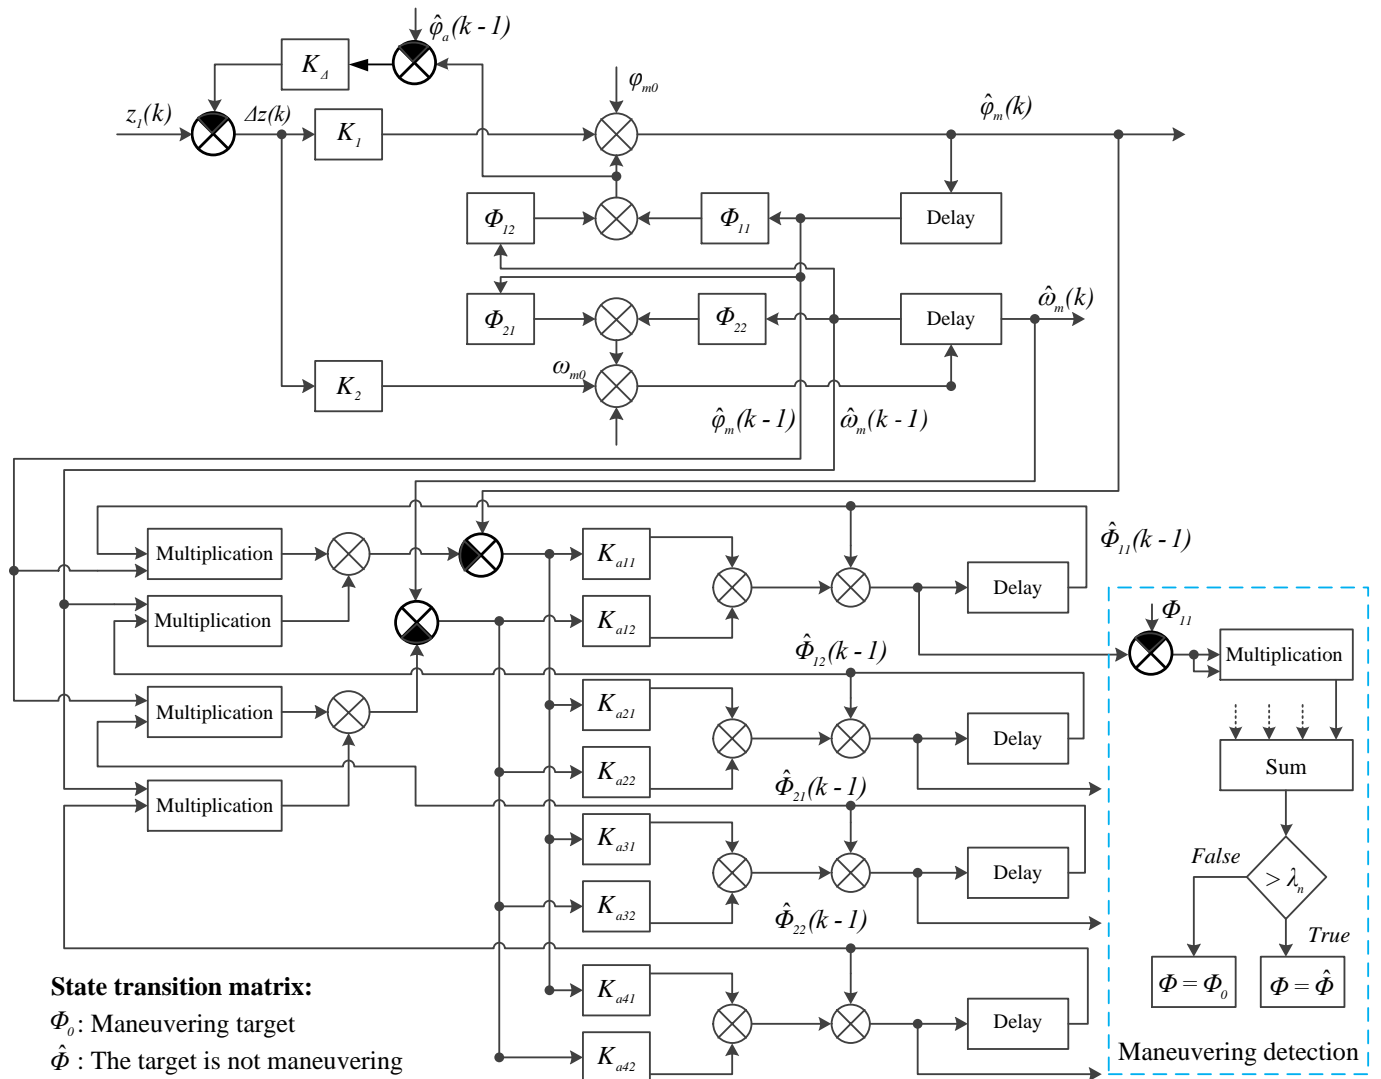 φ̂a(k - 1)
KΔ
φm0
z1(k)
Δz(k)
K1
φ̂m(k)
Φ12
Φ11
Delay
Φ21
Φ22
Delay
ω̂m(k)
ωm0
K2
φ̂m(k - 1)
ω̂m(k - 1)
Multiplication
Ka11
Φ̂11(k - 1)
Delay
Multiplication
Ka12
Φ11
Multiplication
Φ̂12(k - 1)
Multiplication
Ka21
Delay
Sum
Multiplication
Ka22
Φ̂21(k - 1)
Ka31
Delay
False
> λn
Ka32
Φ̂22(k - 1)
True
State transition matrix:
Ka41
Φ = Φ0
Φ = Φ̂
Φ0 : Maneuvering target
Delay
Φ̂ : The target is not maneuvering
Ka42
Maneuvering detection